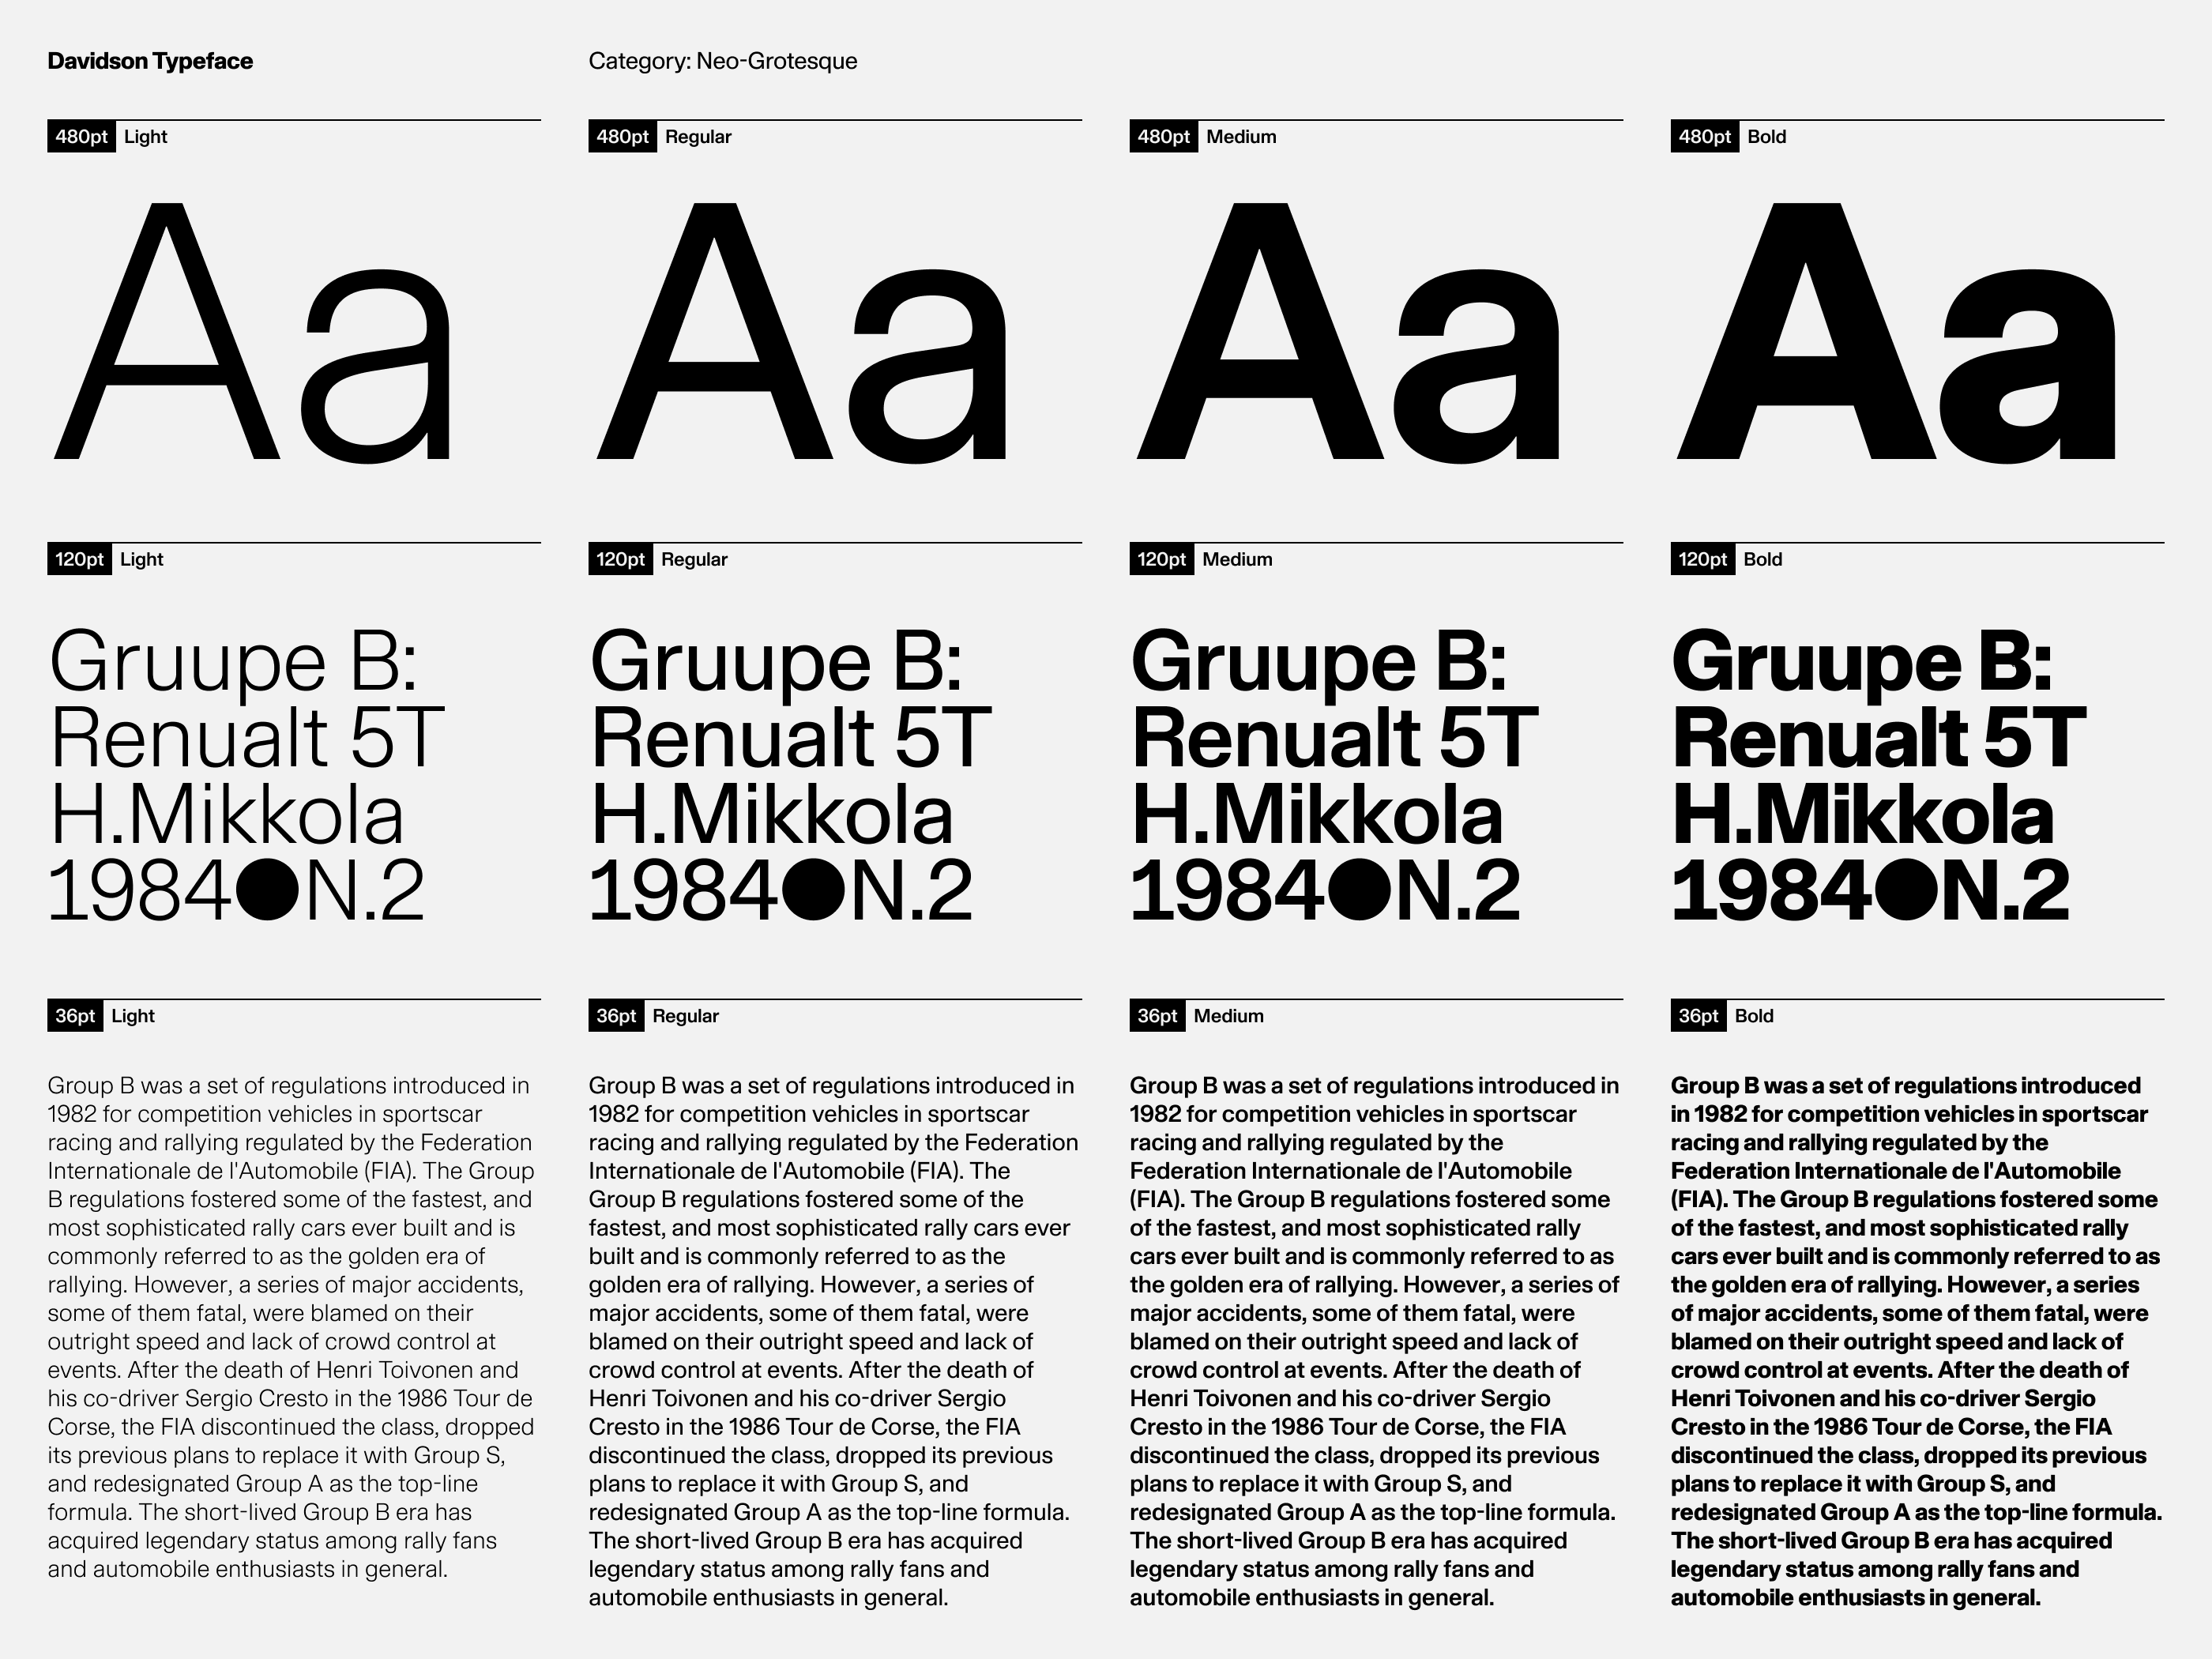 Davidson Typeface
Category: Neo-Grotesque
480pt Light
480pt Regular
480pt Medium
480pt Bold
Aa
Aa
Aa
Aa
120pt Light
120pt Regular
120pt Medium
120pt Bold
Gruupe B:
Renualt 5T
H.Mikkola
1984●N.2
Gruupe B:
Renualt 5T
H.Mikkola
1984●N.2
Gruupe B:
Renualt 5T
H.Mikkola
1984●N.2
Gruupe B:
Renualt 5T
H.Mikkola
1984●N.2
36pt Light
36pt Regular
36pt Medium
36pt Bold
Group B was a set of regulations introduced in
1982 for competition vehicles in sportscar
racing and rallying regulated by the Federation
Internationale de l'Automobile (FIA). The Group
B regulations fostered some of the fastest, and
most sophisticated rally cars ever built and is
commonly referred to as the golden era of
rallying. However, a series of major accidents,
some of them fatal, were blamed on their
outright speed and lack of crowd control at
events. After the death of Henri Toivonen and
his co-driver Sergio Cresto in the 1986 Tour de
Corse, the FIA discontinued the class, dropped
its previous plans to replace it with Group S,
and redesignated Group A as the top-line
formula. The short-lived Group B era has
acquired legendary status among rally fans
and automobile enthusiasts in general.
Group B was a set of regulations introduced in
1982 for competition vehicles in sportscar
racing and rallying regulated by the Federation
Internationale de l'Automobile (FIA). The
Group B regulations fostered some of the
fastest, and most sophisticated rally cars ever
built and is commonly referred to as the
golden era of rallying. However, a series of
major accidents, some of them fatal, were
blamed on their outright speed and lack of
crowd control at events. After the death of
Henri Toivonen and his co-driver Sergio
Cresto in the 1986 Tour de Corse, the FIA
discontinued the class, dropped its previous
plans to replace it with Group S, and
redesignated Group A as the top-line formula.
The short-lived Group B era has acquired
legendary status among rally fans and
automobile enthusiasts in general.
Group B was a set of regulations introduced in
1982 for competition vehicles in sportscar
racing and rallying regulated by the
Federation Internationale de l'Automobile
(FIA). The Group B regulations fostered some
of the fastest, and most sophisticated rally
cars ever built and is commonly referred to as
the golden era of rallying. However, a series of
major accidents, some of them fatal, were
blamed on their outright speed and lack of
crowd control at events. After the death of
Henri Toivonen and his co-driver Sergio
Cresto in the 1986 Tour de Corse, the FIA
discontinued the class, dropped its previous
plans to replace it with Group S, and
redesignated Group A as the top-line formula.
The short-lived Group B era has acquired
legendary status among rally fans and
automobile enthusiasts in general.
Group B was a set of regulations introduced
in 1982 for competition vehicles in sportscar
racing and rallying regulated by the
Federation Internationale de l'Automobile
(FIA). The Group B regulations fostered some
of the fastest, and most sophisticated rally
cars ever built and is commonly referred to as
the golden era of rallying. However, a series
of major accidents, some of them fatal, were
blamed on their outright speed and lack of
crowd control at events. After the death of
Henri Toivonen and his co-driver Sergio
Cresto in the 1986 Tour de Corse, the FIA
discontinued the class, dropped its previous
plans to replace it with Group S, and
redesignated Group A as the top-line formula.
The short-lived Group B era has acquired
legendary status among rally fans and
automobile enthusiasts in general.